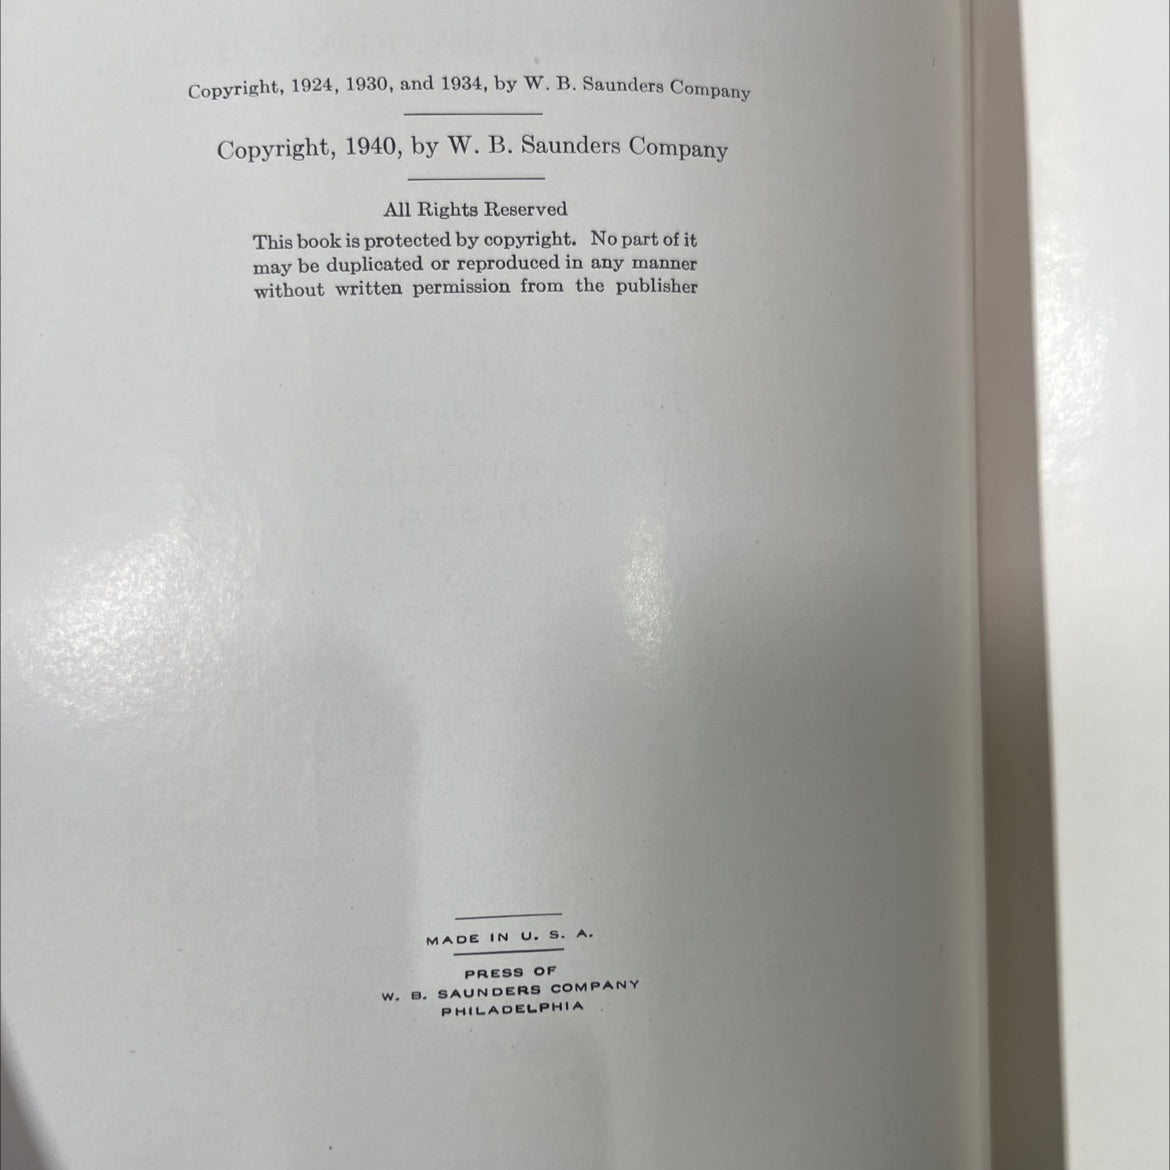 Copyright, 1924, 1930, and 1934, by W. B. Saunders Company
Copyright, 1940, by W. B. Saunders Company
All Rights Reserved
This book is protected by copyright. No part of it
may be duplicated or reproduced in any manner
without written permission from the publisher
MADE IN U. S. A.
PRESS OF
W. B. SAUNDERS COMPANY
PHILADELPHIA